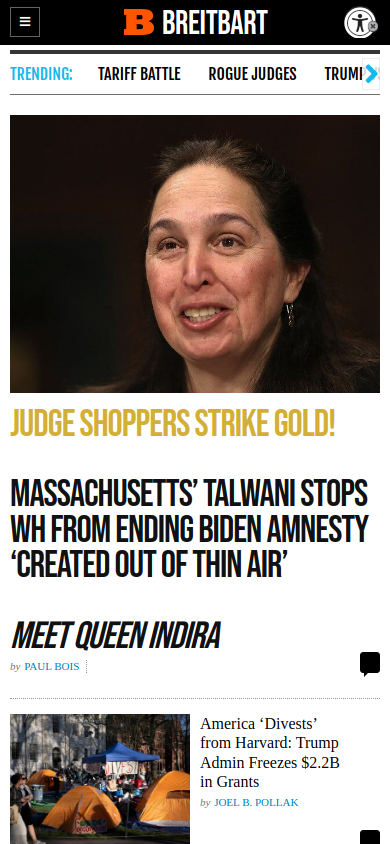 BREITBART
TRENDING:
TARIFF BATTLE
ROGUE JUDGES
JUDGE SHOPPERS STRIKE GOLD!
MASSACHUSETTS’ TALWANI STOPS
WH FROM ENDING BIDEN AMNESTY
‘CREATED OUT OF THIN AIR’
MEET QUEEN INDIRA
by PAUL BOIS
DIVEST
America ‘Divests’
from Harvard: Trump
Admin Freezes $2.2B
in Grants
by JOEL B. POLLAK